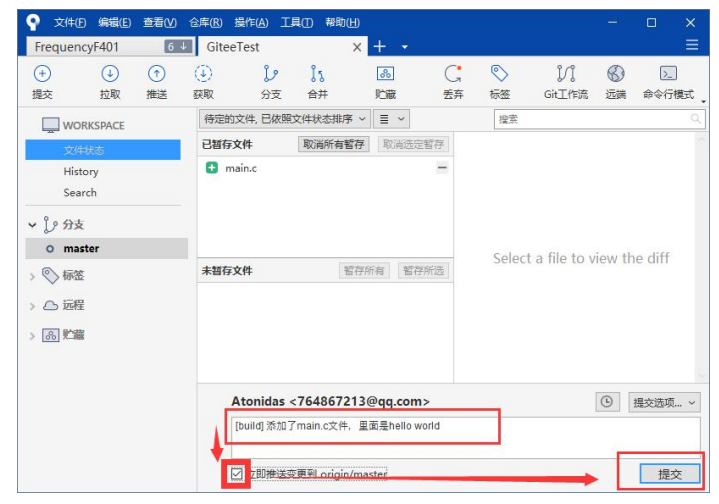 文件(F) 编辑(E) 查看(V) 仓库(R) 操作(A) 工具(T) 帮助(H)
FrequencyF401 6 GiteeTest
提交 拉取 推送 获取 分支 合并 贮藏 丢弃 标签 Git工作流 远端 命令行模式
WORKSPACE
文件状态
History
Search
分支
master
标签
远程
贮藏
待定的文件, 已依照文件状态排序
搜索
已暂存文件 取消所有暂存 取消选定暂存
main.c
未暂存文件 暂存所有 暂存所选
Select a file to view the diff
Atonidas <764867213@qq.com>
提交选项...
[build] 添加了main.c文件，里面是hello world
立即推送变更到 origin/master
提交